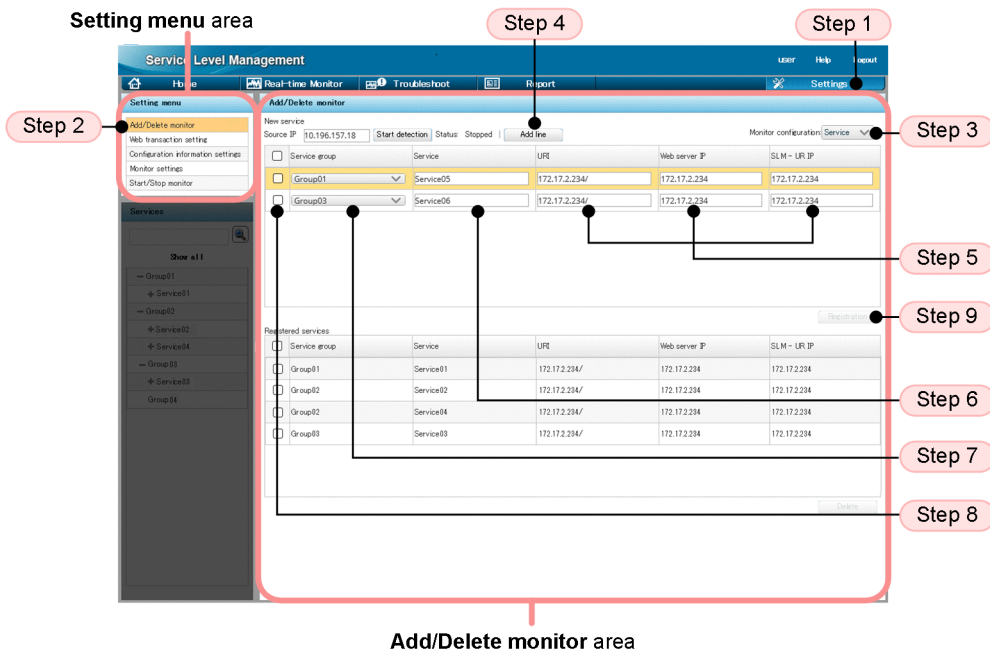 Setting menu area
Step 4
Step 1
Service Level Management
user Help Logout
Home Real-time Monitor Troubleshoot Report Settings
Setting menu
Add/Delete monitor
Step 2
Add/Delete monitor
Web transaction setting
Configuration information settings
Monitor settings
Start/Stop monitor
New service
Source IP 10.196.157.18 Start detection Status: Stopped | Add line Monitor configuration: Service
Step 3
Service group Service URI Web server IP SLM - UR IP
Group01 Service05 172.17.2.234/ 172.17.2.234 172.17.2.234
Group03 Service06 172.17.2.234/ 172.17.2.234 172.17.2.234
Services
Show all
Group01
Service01
Group02
Service02
Service04
Group03
Service03
Group04
Step 5
Registration
Step 9
Registered services
Service group Service URI Web server IP SLM - UR IP
Group01 Service01 172.17.2.234/ 172.17.2.234 172.17.2.234
Group02 Service02 172.17.2.234/ 172.17.2.234 172.17.2.234
Group02 Service04 172.17.2.234/ 172.17.2.234 172.17.2.234
Group03 Service03 172.17.2.234/ 172.17.2.234 172.17.2.234
Step 6
Step 7
Delete
Step 8
Add/Delete monitor area